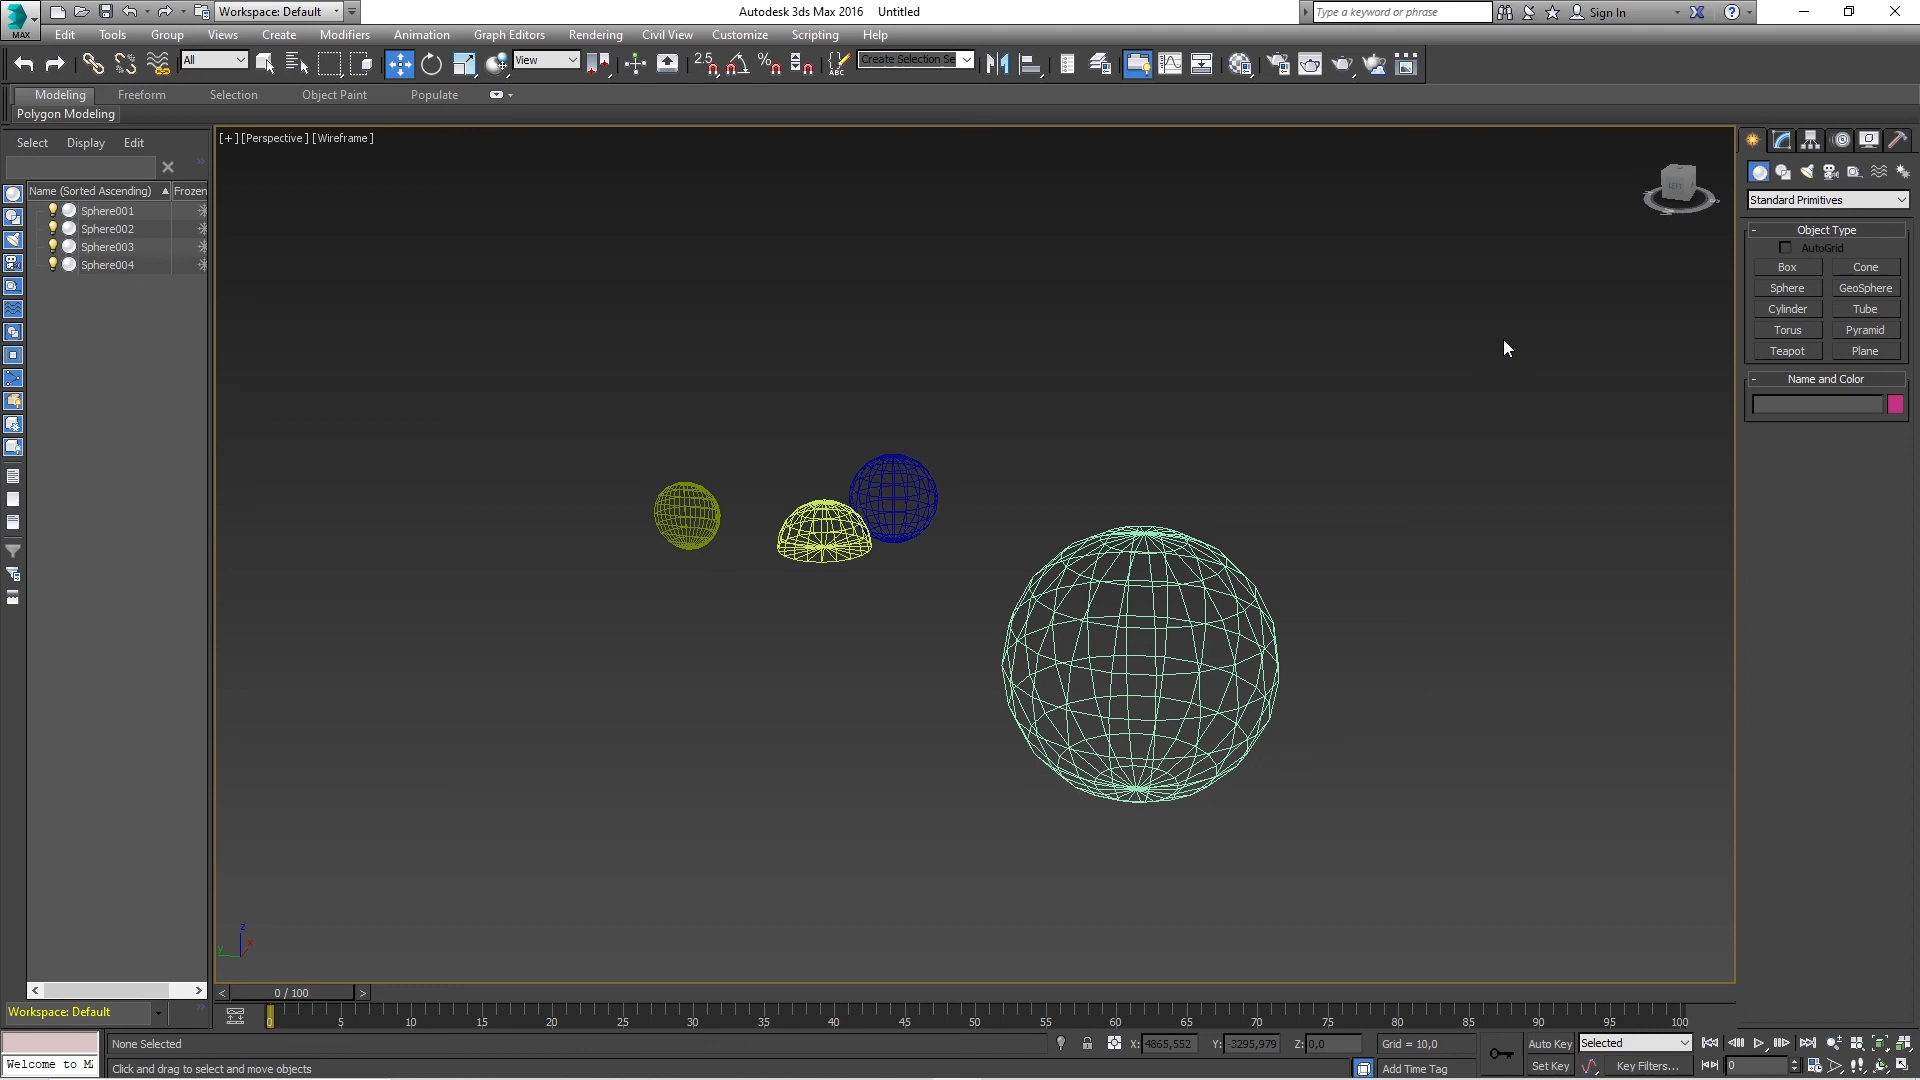 Workspace: Default
Autodesk 3ds Max 2016 Untitled
Type a keyword or phrase
Sign In
MAX
Edit Tools Group Views Create Modifiers Animation Graph Editors Rendering Civil View Customize Scripting Help
All
View
2.5
%
ABC
Create Selection Se
Modeling Freeform Selection Object Paint Populate
Polygon Modeling
Select Display Edit
[+] [Perspective] [Wireframe]
Name (Sorted Ascending) Frozen
Sphere001
Sphere002
Sphere003
Sphere004
LEFT
Standard Primitives
Object Type
AutoGrid
Box Cone
Sphere GeoSphere
Cylinder Tube
Torus Pyramid
Teapot Plane
Name and Color
z
x
y
0 / 100
Workspace: Default
0 5 10 15 20 25 30 35 40 45 50 55 60 65 70 75 80 85 90 95 100
None Selected
X: 4865,552 Y: -3295,979 Z: 0,0
Grid = 10,0
Auto Key Selected
Welcome to M
Click and drag to select and move objects
Add Time Tag
Set Key Key Filters...
0